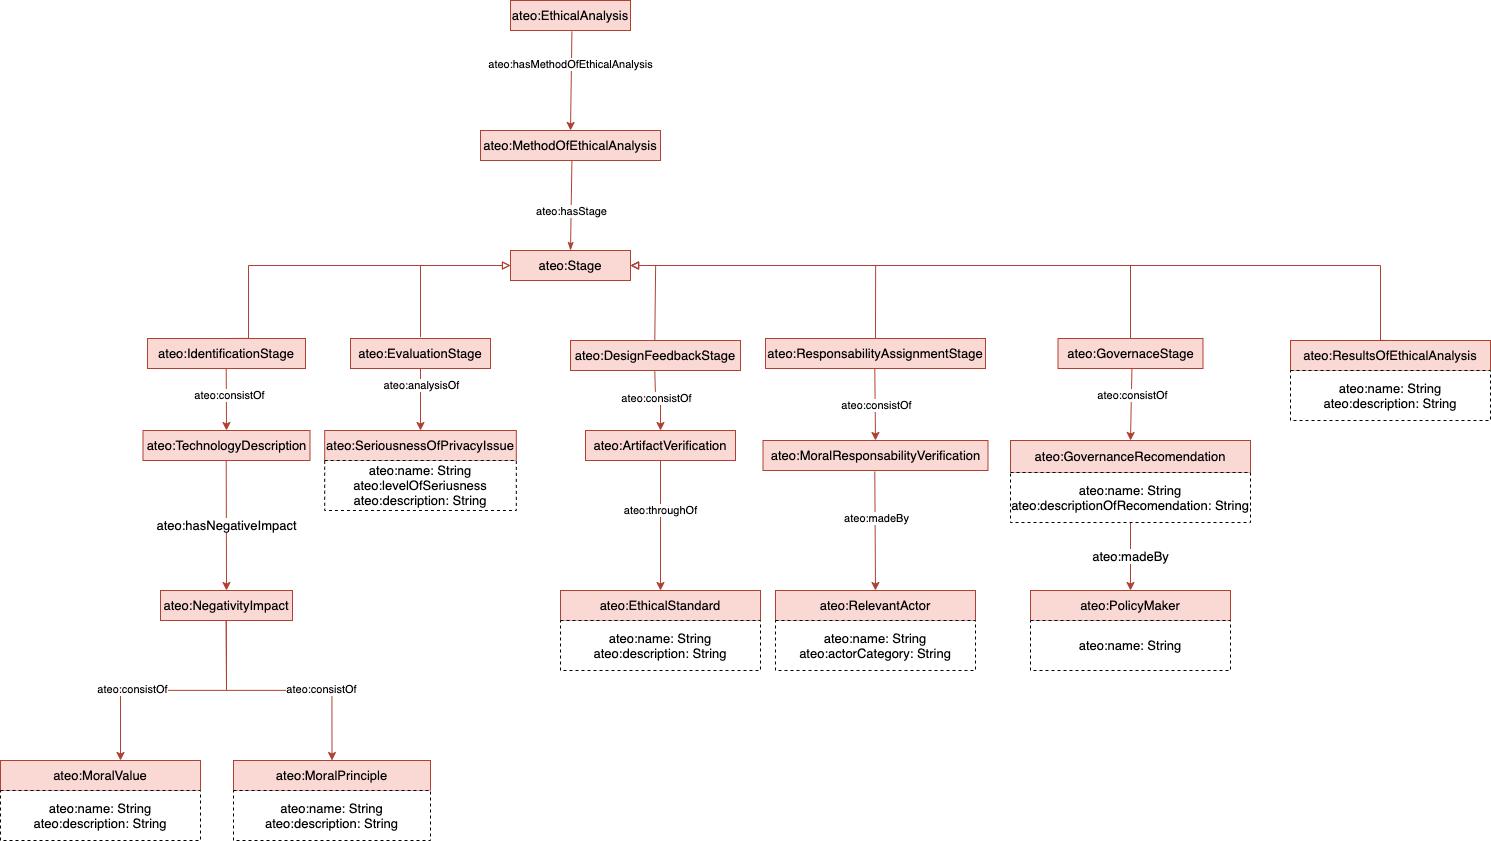 ateo:EthicalAnalysis
ateo:hasMethodOfEthicalAnalysis
ateo:MethodOfEthicalAnalysis
ateo:hasStage
ateo:Stage
ateo:IdentificationStage
ateo:EvaluationStage
ateo:DesignFeedbackStage
ateo:ResponsabilityAssignmentStage
ateo:GovernaceStage
ateo:ResultsOfEthicalAnalysis
ateo:name: String
ateo:description: String
ateo:consistOf
ateo:analysisOf
ateo:consistOf
ateo:consistOf
ateo:consistOf
ateo:TechnologyDescription
ateo:SeriousnessOfPrivacyIssue
ateo:name: String
ateo:levelOfSeriusness
ateo:description: String
ateo:ArtifactVerification
ateo:MoralResponsabilityVerification
ateo:GovernanceRecomendation
ateo:name: String
ateo:descriptionOfRecomendation: String
ateo:hasNegativeImpact
ateo:throughOf
ateo:madeBy
ateo:madeBy
ateo:NegativityImpact
ateo:EthicalStandard
ateo:name: String
ateo:description: String
ateo:RelevantActor
ateo:name: String
ateo:actorCategory: String
ateo:PolicyMaker
ateo:name: String
ateo:consistOf
ateo:consistOf
ateo:MoralValue
ateo:name: String
ateo:description: String
ateo:MoralPrinciple
ateo:name: String
ateo:description: String